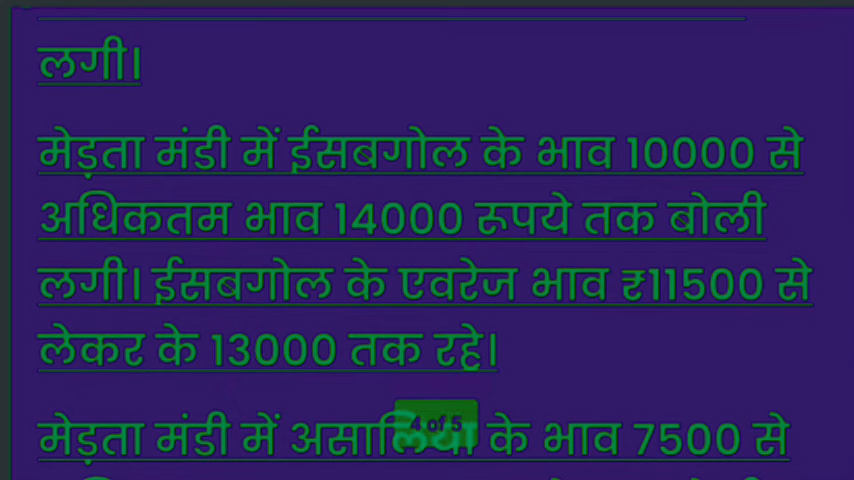 लगी।
मेड़ता मंडी में ईसबगोल के भाव 10000 से
अधिकतम भाव 14000 रूपये तक बोली
लगी। ईसबगोल के एवरेज भाव ₹11500 से
लेकर के 13000 तक रहे।
मेड़ता मंडी में असालिया के भाव 7500 से
4 of 5